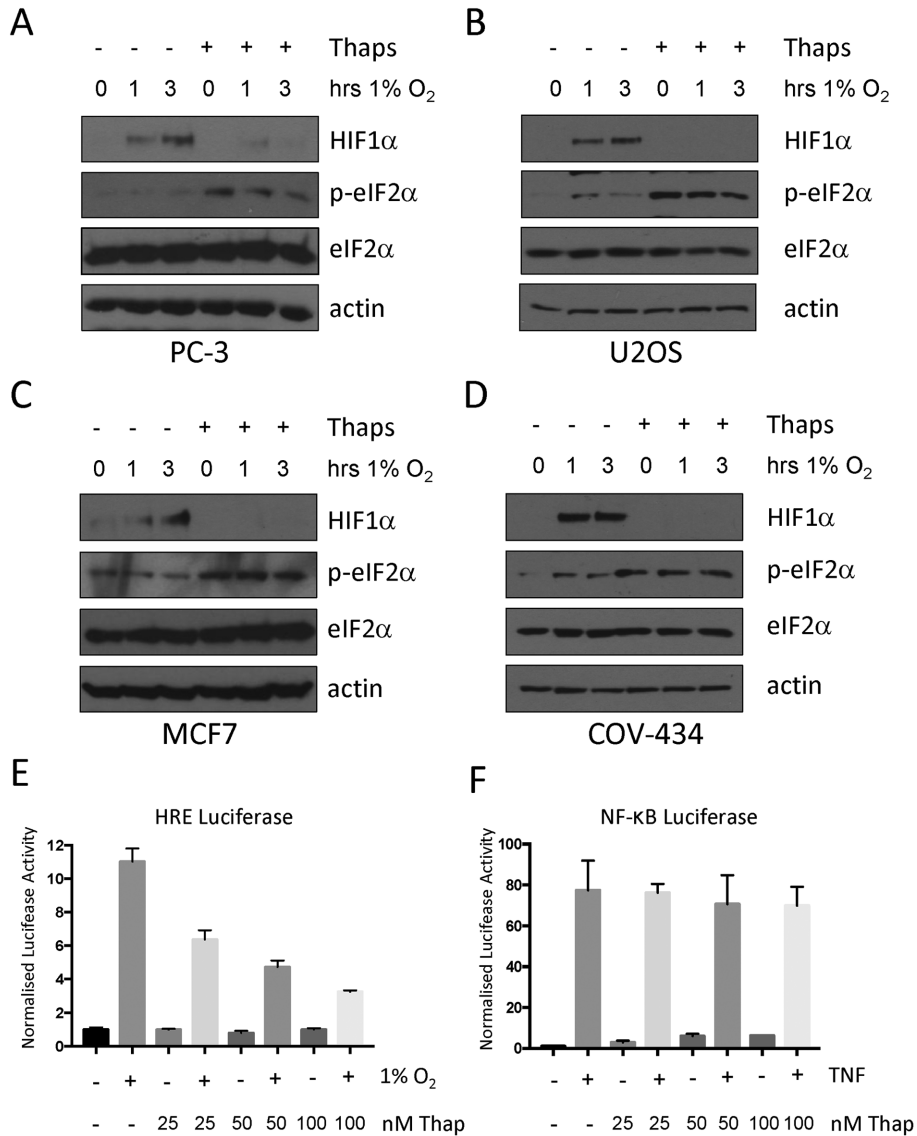 A
- - - + + + Thaps
0 1 3 0 1 3 hrs 1% O2
HIF1α
p-eIF2α
eIF2α
actin
PC-3
B
- - - + + + Thaps
0 1 3 0 1 3 hrs 1% O2
HIF1α
p-eIF2α
eIF2α
actin
U2OS
C
- - - + + + Thaps
0 1 3 0 1 3 hrs 1% O2
HIF1α
p-eIF2α
eIF2α
actin
MCF7
D
- - - + + + Thaps
0 1 3 0 1 3 hrs 1% O2
HIF1α
p-eIF2α
eIF2α
actin
COV-434
E
HRE Luciferase
Normalised Lucifease Activity
12
10
8
6
4
2
0
- + - + - + - + 1% O2
- - 25 25 50 50 100 100 nM Thap
F
NF-κB Luciferase
Normalised Lucifease Activity
100
80
60
40
20
0
- + - + - + - + TNF
- - 25 25 50 50 100 100 nM Thap